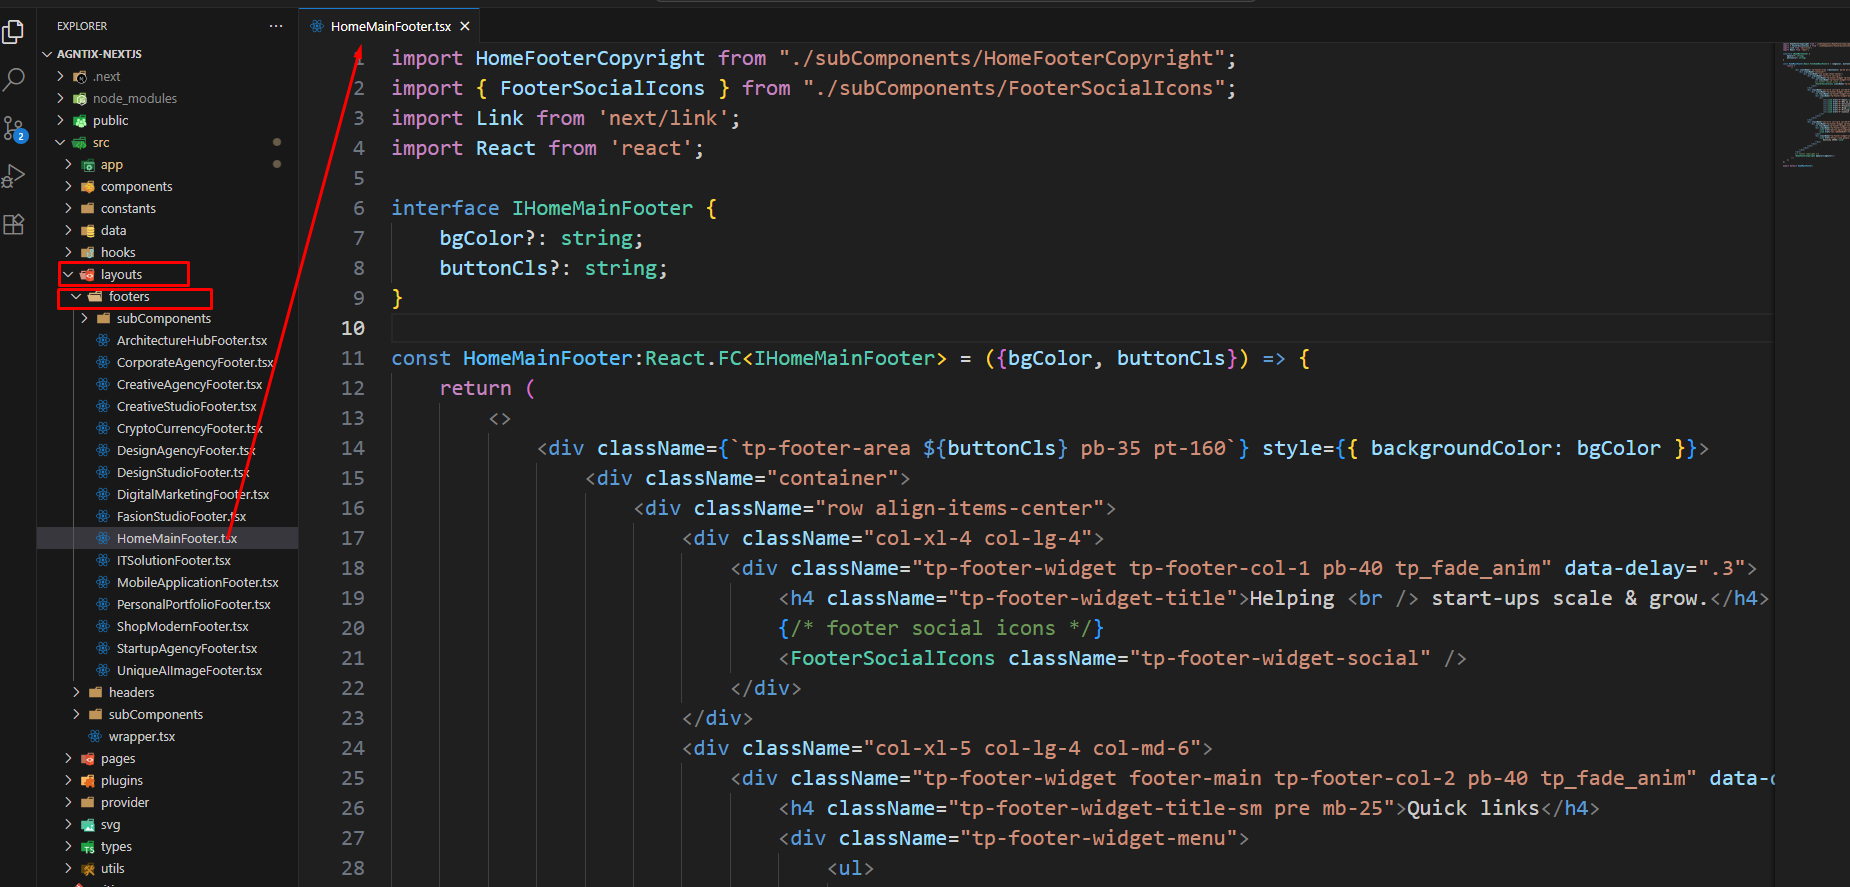 EXPLORER
AGNTIX-NEXTJS
.next
node_modules
public
src
app
components
constants
data
hooks
layouts
footers
subComponents
ArchitectureHubFooter.tsx
CorporateAgencyFooter.tsx
CreativeAgencyFooter.tsx
CreativeStudioFooter.tsx
CryptoCurrencyFooter.tsx
DesignAgencyFooter.tsx
DesignStudioFooter.tsx
DigitalMarketingFooter.tsx
FasionStudioFooter.tsx
HomeMainFooter.tsx
ITSolutionFooter.tsx
MobileApplicationFooter.tsx
PersonalPortfolioFooter.tsx
ShopModernFooter.tsx
StartupAgencyFooter.tsx
UniqueAIImageFooter.tsx
headers
subComponents
wrapper.tsx
pages
plugins
provider
svg
types
utils
2
HomeMainFooter.tsx
1 import HomeFooterCopyright from "./subComponents/HomeFooterCopyright";
2 import { FooterSocialIcons } from "./subComponents/FooterSocialIcons";
3 import Link from 'next/link';
4 import React from 'react';
5
6 interface IHomeMainFooter {
7 bgColor?: string;
8 buttonCls?: string;
9 }
10
11 const HomeMainFooter:React.FC<IHomeMainFooter> = ({bgColor, buttonCls}) => {
12 return (
13 <>
14 <div className={`tp-footer-area ${buttonCls} pb-35 pt-160`} style={{ backgroundColor: bgColor }}>
15 <div className="container">
16 <div className="row align-items-center">
17 <div className="col-xl-4 col-lg-4">
18 <div className="tp-footer-widget tp-footer-col-1 pb-40 tp_fade_anim" data-delay=".3">
19 <h4 className="tp-footer-widget-title">Helping <br /> start-ups scale & grow.</h4>
20 {/* footer social icons */}
21 <FooterSocialIcons className="tp-footer-widget-social" />
22 </div>
23 </div>
24 <div className="col-xl-5 col-lg-4 col-md-6">
25 <div className="tp-footer-widget footer-main tp-footer-col-2 pb-40 tp_fade_anim" data-
26 <h4 className="tp-footer-widget-title-sm pre mb-25">Quick links</h4>
27 <div className="tp-footer-widget-menu">
28 <ul>